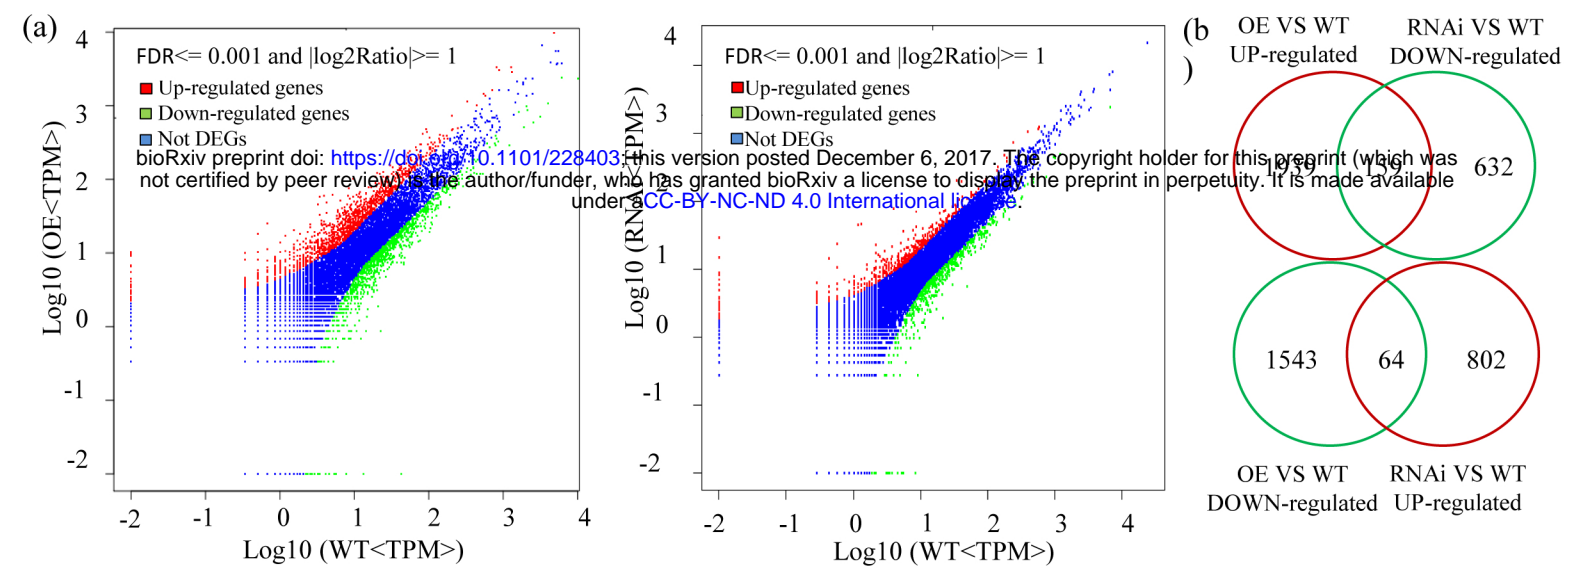 (a)
FDR<= 0.001 and |log2Ratio|>= 1
Up-regulated genes
Down-regulated genes
Not DEGs
Log10 (OE<TPM>)
4
3
2
1
0
-1
-2
-2 -1 0 1 2 3 4
Log10 (WT<TPM>)
FDR<= 0.001 and |log2Ratio|>= 1
Up-regulated genes
Down-regulated genes
Not DEGs
Log10 (RNAi<TPM>)
4
3
2
1
0
-1
-2
-2 -1 0 1 2 3 4
Log10 (WT<TPM>)
bioRxiv preprint doi: https://doi.org/10.1101/228403; this version posted December 6, 2017. The copyright holder for this preprint (which was
not certified by peer review) is the author/funder, who has granted bioRxiv a license to display the preprint in perpetuity. It is made available
under aCC-BY-NC-ND 4.0 International license.
(b
)
OE VS WT
UP-regulated
RNAi VS WT
DOWN-regulated
1939 139 632
1543 64 802
OE VS WT
DOWN-regulated
RNAi VS WT
UP-regulated